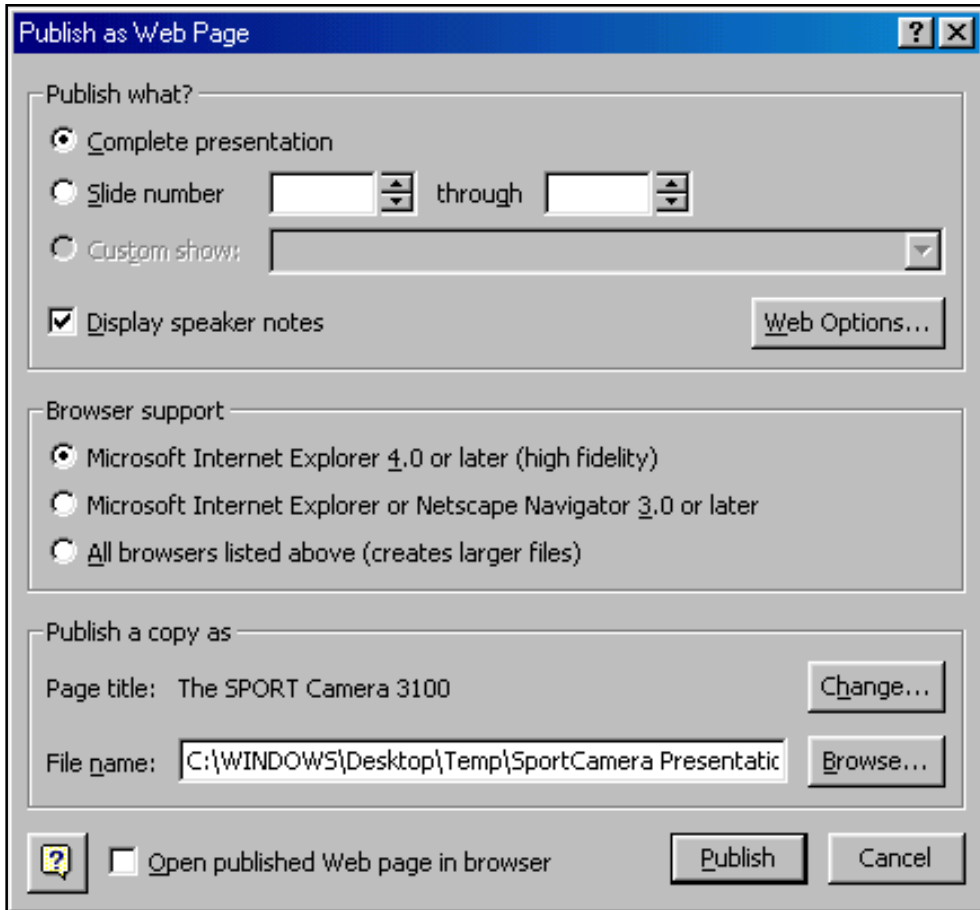 Publish as Web Page
Publish what?
Complete presentation
Slide number through
Custom show:
Display speaker notes Web Options...
Browser support
Microsoft Internet Explorer 4.0 or later (high fidelity)
Microsoft Internet Explorer or Netscape Navigator 3.0 or later
All browsers listed above (creates larger files)
Publish a copy as
Page title: The SPORT Camera 3100 Change...
File name: C:\WINDOWS\Desktop\Temp\SportCamera Presentatic Browse...
? Open published Web page in browser Publish Cancel